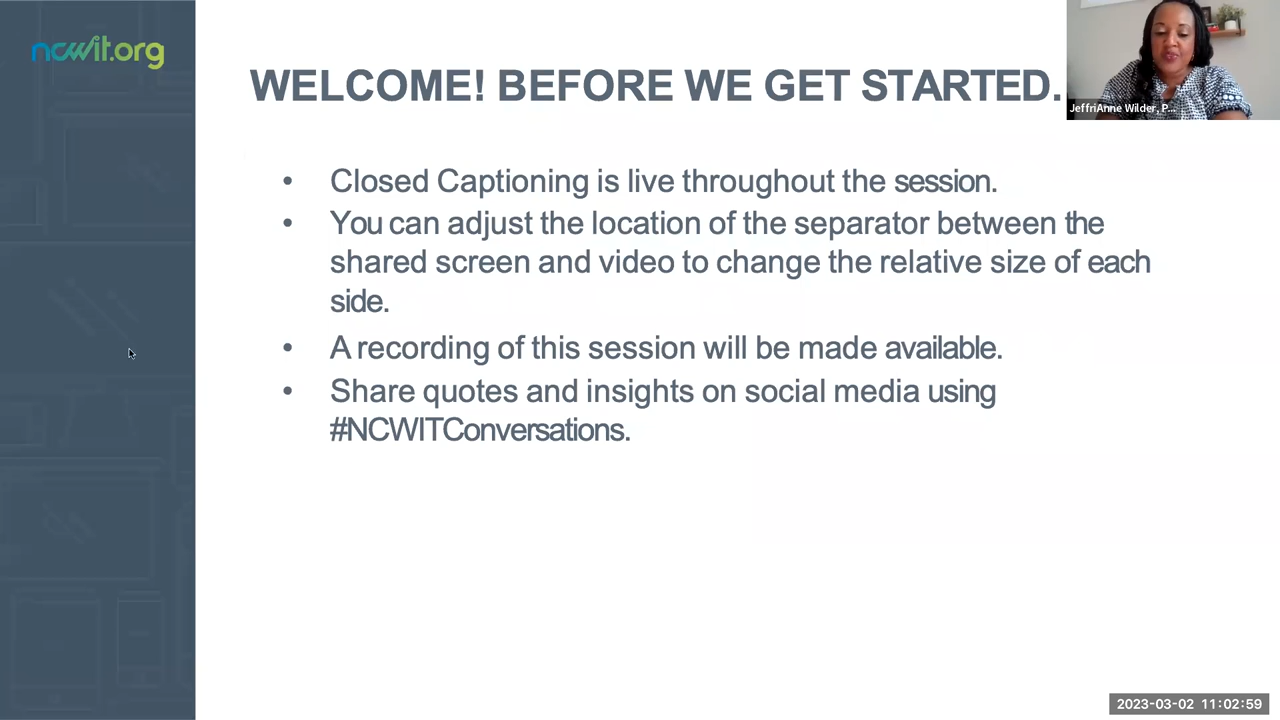 ncwit.org
WELCOME! BEFORE WE GET STARTED.
JeffriAnne Wilder, P...
• Closed Captioning is live throughout the session.
• You can adjust the location of the separator between the
shared screen and video to change the relative size of each
side.
• A recording of this session will be made available.
• Share quotes and insights on social media using
#NCWITConversations.
2023-03-02 11:02:59